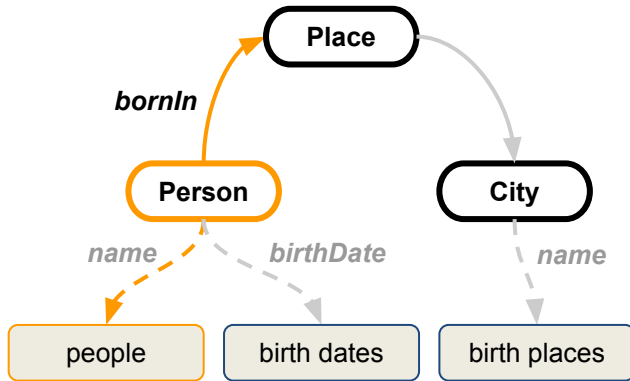 Place
bornIn
Person
City
name
birthDate
name
people
birth dates
birth places